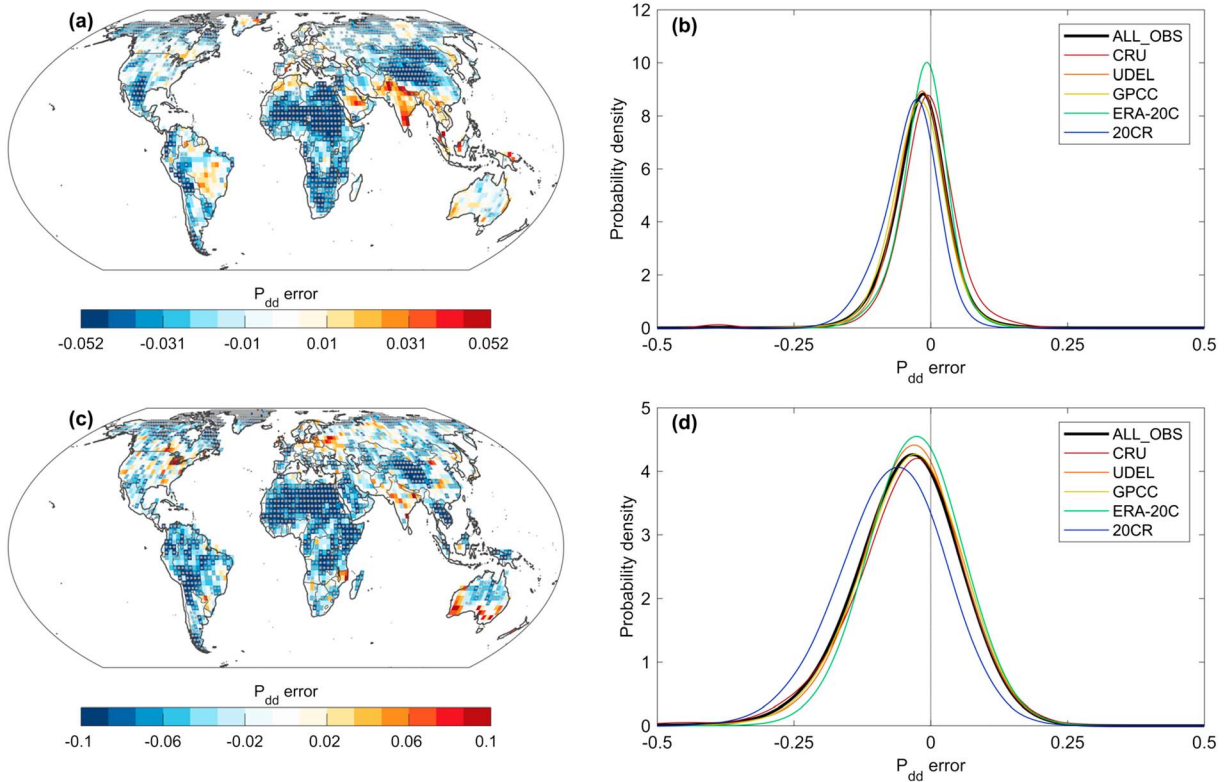 (a)
P_dd error
-0.052 -0.031 -0.01 0.01 0.031 0.052
(b)
Probability density
12
10
8
6
4
2
0
-0.5 -0.25 0 0.25 0.5
P_dd error
ALL_OBS
CRU
UDEL
GPCC
ERA-20C
20CR
(c)
P_dd error
-0.1 -0.06 -0.02 0.02 0.06 0.1
(d)
Probability density
5
4
3
2
1
0
-0.5 -0.25 0 0.25 0.5
P_dd error
ALL_OBS
CRU
UDEL
GPCC
ERA-20C
20CR